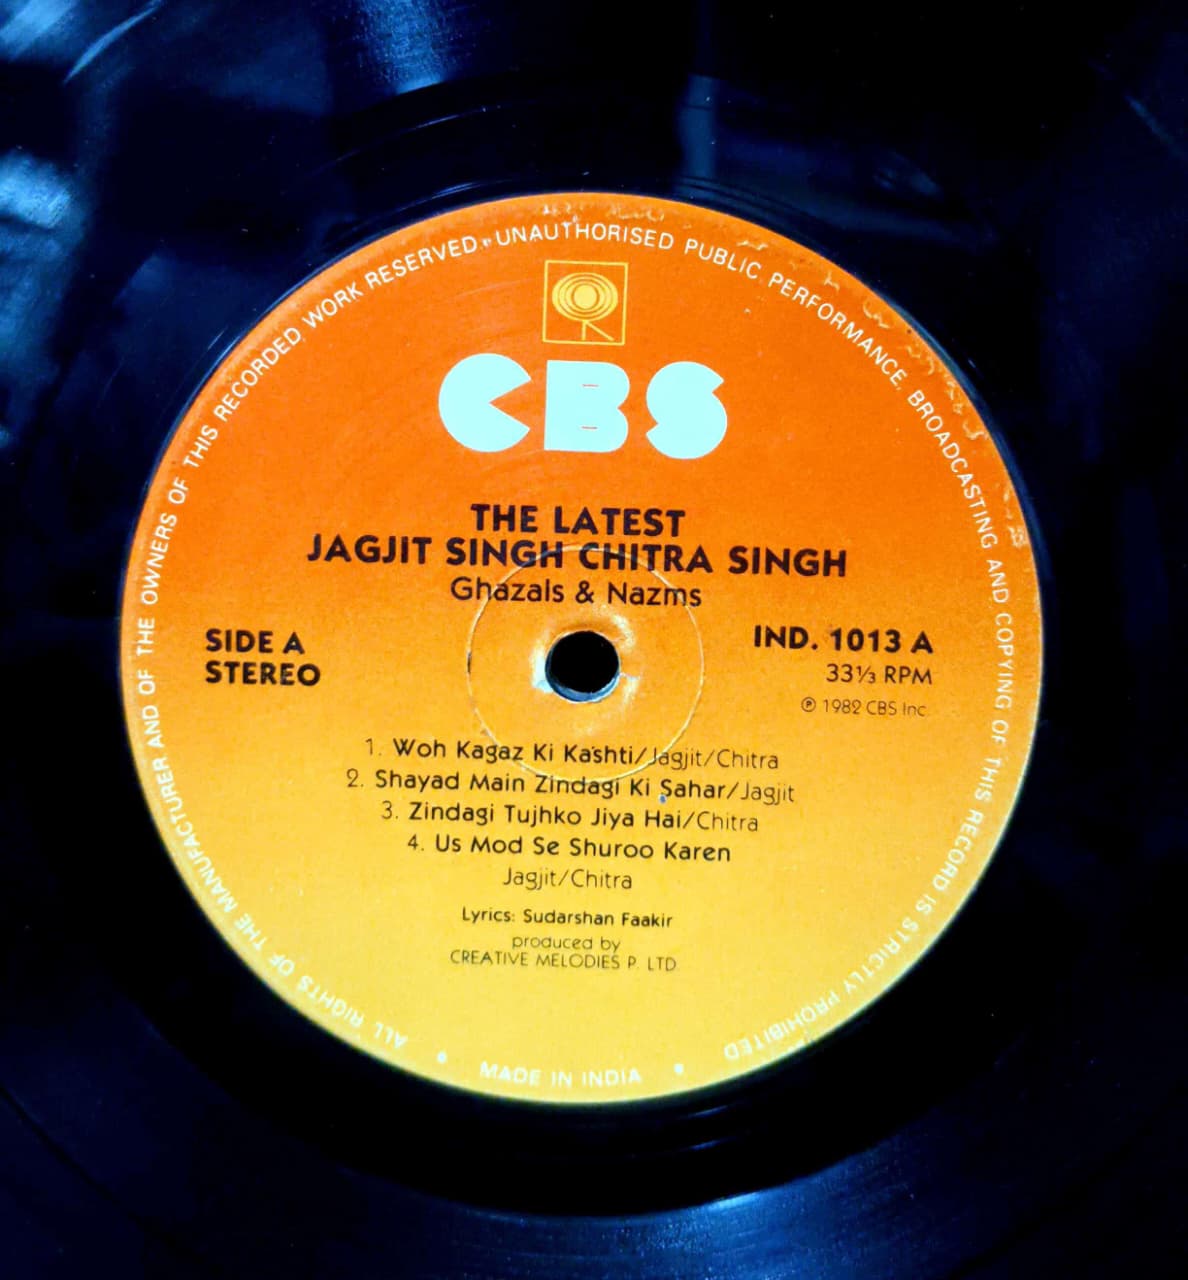 ALL RIGHTS OF THE MANUFACTURER AND OF THE OWNERS OF THIS RECORDED WORK RESERVED. UNAUTHORISED PUBLIC PERFORMANCE, BROADCASTING AND COPYING OF THIS RECORD IS STRICTLY PROHIBITED
CBS
THE LATEST
JAGJIT SINGH CHITRA SINGH
Ghazals & Nazms
SIDE A
STEREO
IND. 1013 A
33⅓ RPM
℗ 1982 CBS Inc.
1. Woh Kagaz Ki Kashti/Jagjit/Chitra
2. Shayad Main Zindagi Ki Sahar/Jagjit
3. Zindagi Tujhko Jiya Hai/Chitra
4. Us Mod Se Shuroo Karen
Jagjit/Chitra
Lyrics: Sudarshan Faakir
produced by
CREATIVE MELODIES P. LTD.
• MADE IN INDIA •